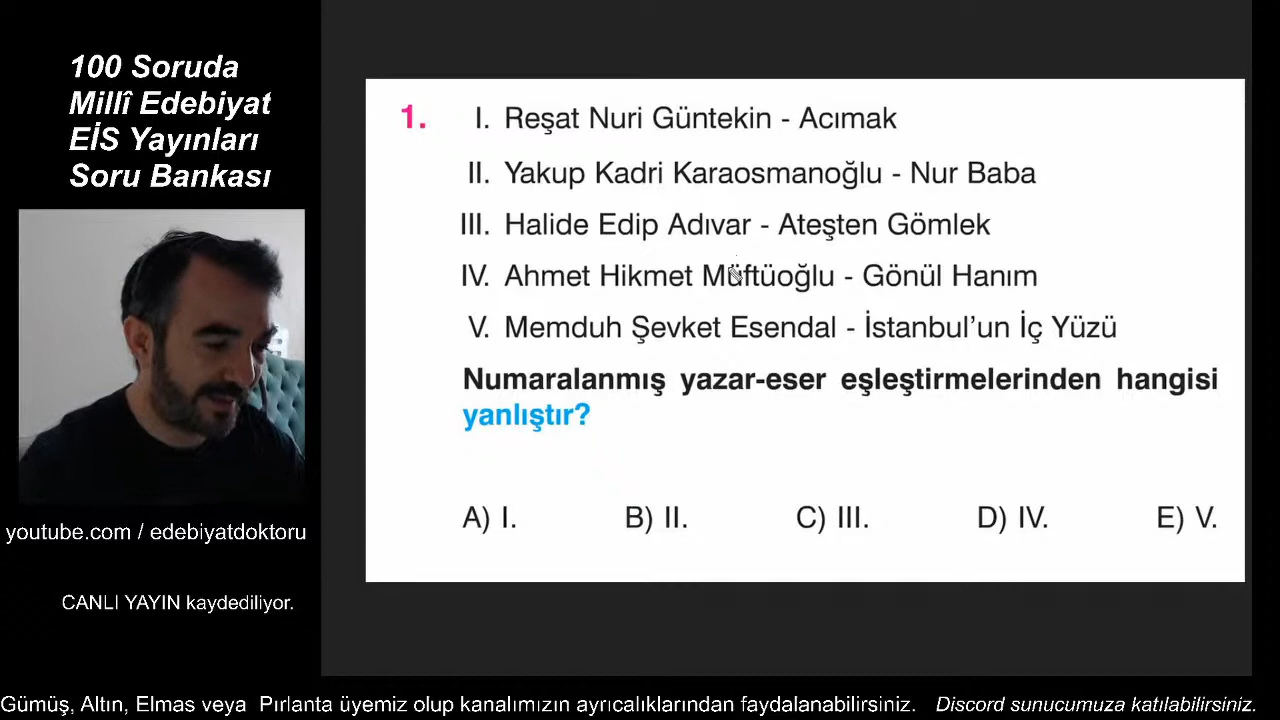 100 Soruda
Millî Edebiyat
EİS Yayınları
Soru Bankası
youtube.com / edebiyatdoktoru
CANLI YAYIN kaydediliyor.
1. I. Reşat Nuri Güntekin - Acımak
II. Yakup Kadri Karaosmanoğlu - Nur Baba
III. Halide Edip Adıvar - Ateşten Gömlek
IV. Ahmet Hikmet Müftüoğlu - Gönül Hanım
V. Memduh Şevket Esendal - İstanbul'un İç Yüzü
Numaralanmış yazar-eser eşleştirmelerinden hangisi
yanlıştır?
A) I. B) II. C) III. D) IV. E) V.
Gümüş, Altın, Elmas veya Pırlanta üyemiz olup kanalımızın ayrıcalıklarından faydalanabilirsiniz. Discord sunucumuza katılabilirsiniz.